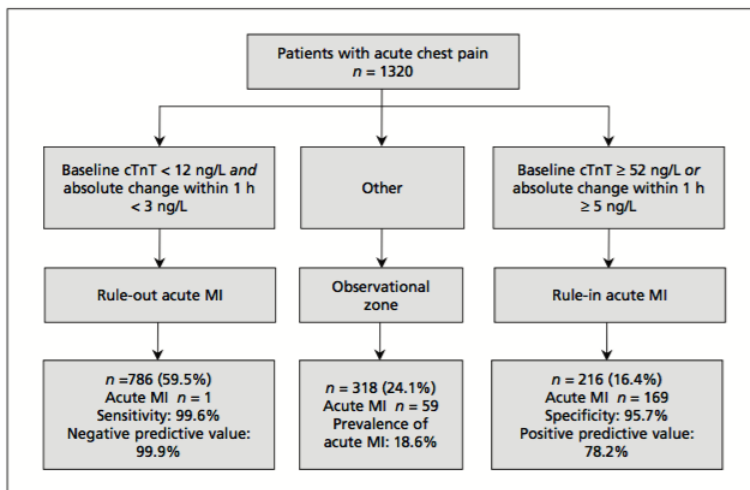 Patients with acute chest pain
n = 1320
Baseline cTnT < 12 ng/L and
absolute change within 1 h
< 3 ng/L
Other
Baseline cTnT ≥ 52 ng/L or
absolute change within 1 h
≥ 5 ng/L
Rule-out acute MI
Observational
zone
Rule-in acute MI
n =786 (59.5%)
Acute MI n = 1
Sensitivity: 99.6%
Negative predictive value:
99.9%
n = 318 (24.1%)
Acute MI n = 59
Prevalence of
acute MI: 18.6%
n = 216 (16.4%)
Acute MI n = 169
Specificity: 95.7%
Positive predictive value:
78.2%